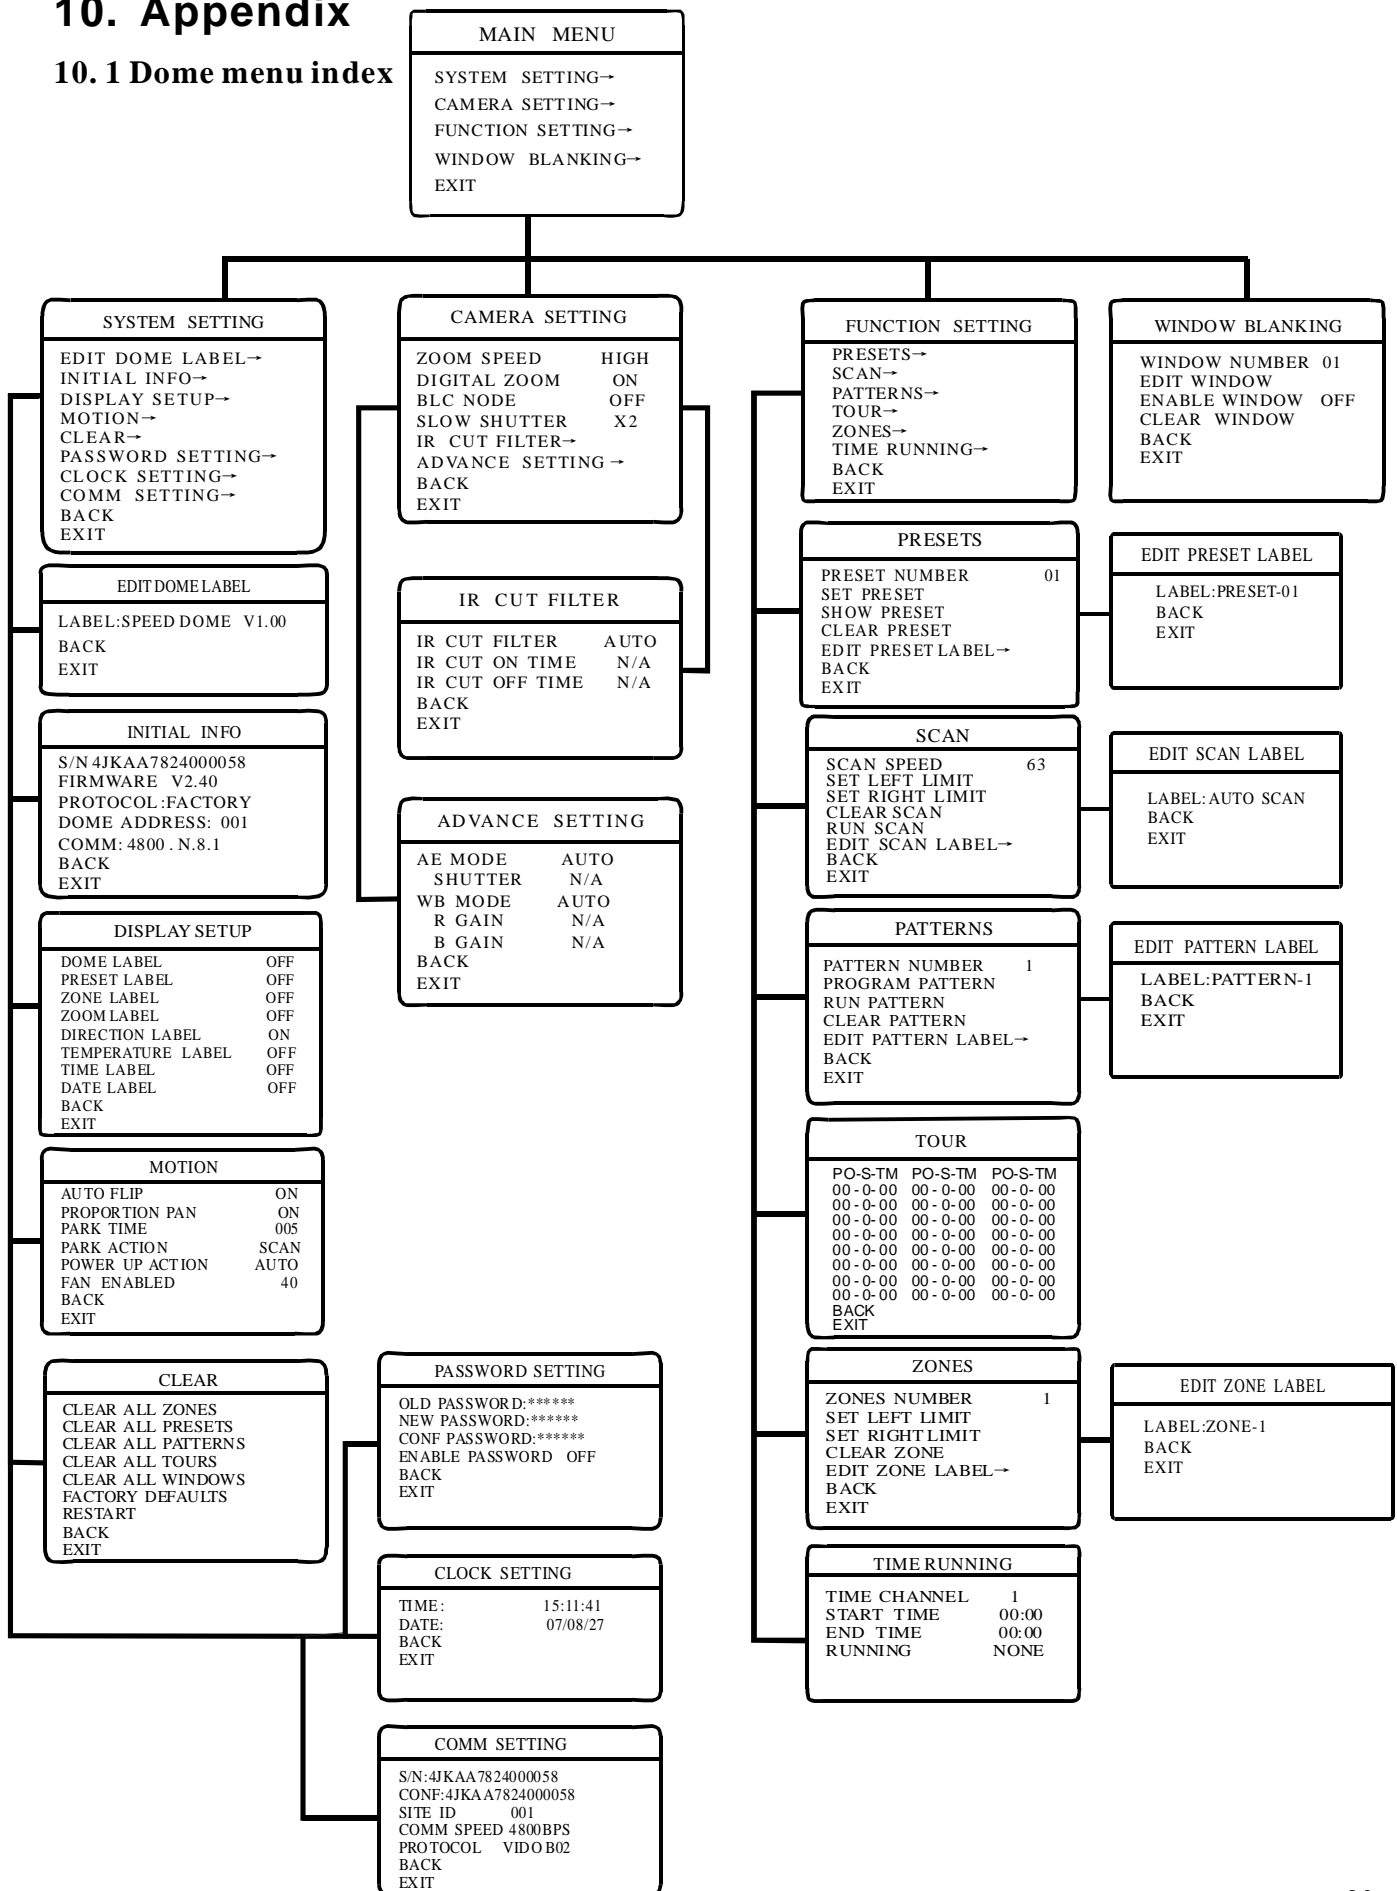 10. Appendix
10. 1 Dome menu index
MAIN MENU
SYSTEM SETTING→
CAMERA SETTING→
FUNCTION SETTING→
WINDOW BLANKING→
EXIT
SYSTEM SETTING
EDIT DOME LABEL→
INITIAL INFO→
DISPLAY SETUP→
MOTION→
CLEAR→
PASSWORD SETTING→
CLOCK SETTING→
COMM SETTING→
BACK
EXIT
EDIT DOME LABEL
LABEL:SPEED DOME V1.00
BACK
EXIT
INITIAL INFO
S/N 4JKAA7824000058
FIRMWARE V2.40
PROTOCOL:FACTORY
DOME ADDRESS: 001
COMM: 4800 . N.8.1
BACK
EXIT
DISPLAY SETUP
DOME LABEL OFF
PRESET LABEL OFF
ZONE LABEL OFF
ZOOM LABEL OFF
DIRECTION LABEL ON
TEMPERATURE LABEL OFF
TIME LABEL OFF
DATE LABEL OFF
BACK
EXIT
MOTION
AUTO FLIP ON
PROPORTION PAN ON
PARK TIME 005
PARK ACTION SCAN
POWER UP ACTION AUTO
FAN ENABLED 40
BACK
EXIT
CLEAR
CLEAR ALL ZONES
CLEAR ALL PRESETS
CLEAR ALL PATTERNS
CLEAR ALL TOURS
CLEAR ALL WINDOWS
FACTORY DEFAULTS
RESTART
BACK
EXIT
CAMERA SETTING
ZOOM SPEED HIGH
DIGITAL ZOOM ON
BLC NODE OFF
SLOW SHUTTER X2
IR CUT FILTER→
ADVANCE SETTING→
BACK
EXIT
IR CUT FILTER
IR CUT FILTER AUTO
IR CUT ON TIME N/A
IR CUT OFF TIME N/A
BACK
EXIT
ADVANCE SETTING
AE MODE AUTO
SHUTTER N/A
WB MODE AUTO
R GAIN N/A
B GAIN N/A
BACK
EXIT
PASSWORD SETTING
OLD PASSWORD:******
NEW PASSWORD:******
CONF PASSWORD:******
ENABLE PASSWORD OFF
BACK
EXIT
CLOCK SETTING
TIME: 15:11:41
DATE: 07/08/27
BACK
EXIT
COMM SETTING
S/N:4JKAA7824000058
CONF:4JKAA7824000058
SITE ID 001
COMM SPEED 4800BPS
PROTOCOL VIDO B02
BACK
EXIT
FUNCTION SETTING
PRESETS→
SCAN→
PATTERNS→
TOUR→
ZONES→
TIME RUNNING→
BACK
EXIT
PRESETS
PRESET NUMBER 01
SET PRESET
SHOW PRESET
CLEAR PRESET
EDIT PRESET LABEL→
BACK
EXIT
SCAN
SCAN SPEED 63
SET LEFT LIMIT
SET RIGHT LIMIT
CLEAR SCAN
RUN SCAN
EDIT SCAN LABEL→
BACK
EXIT
PATTERNS
PATTERN NUMBER 1
PROGRAM PATTERN
RUN PATTERN
CLEAR PATTERN
EDIT PATTERN LABEL→
BACK
EXIT
TOUR
PO-S-TM PO-S-TM PO-S-TM
00-0-00 00-0-00 00-0-00
00-0-00 00-0-00 00-0-00
00-0-00 00-0-00 00-0-00
00-0-00 00-0-00 00-0-00
00-0-00 00-0-00 00-0-00
00-0-00 00-0-00 00-0-00
00-0-00 00-0-00 00-0-00
00-0-00 00-0-00 00-0-00
BACK
EXIT
ZONES
ZONES NUMBER 1
SET LEFT LIMIT
SET RIGHT LIMIT
CLEAR ZONE
EDIT ZONE LABEL→
BACK
EXIT
TIME RUNNING
TIME CHANNEL 1
START TIME 00:00
END TIME 00:00
RUNNING NONE
WINDOW BLANKING
WINDOW NUMBER 01
EDIT WINDOW
ENABLE WINDOW OFF
CLEAR WINDOW
BACK
EXIT
EDIT PRESET LABEL
LABEL:PRESET-01
BACK
EXIT
EDIT SCAN LABEL
LABEL:AUTO SCAN
BACK
EXIT
EDIT PATTERN LABEL
LABEL:PATTERN-1
BACK
EXIT
EDIT ZONE LABEL
LABEL:ZONE-1
BACK
EXIT